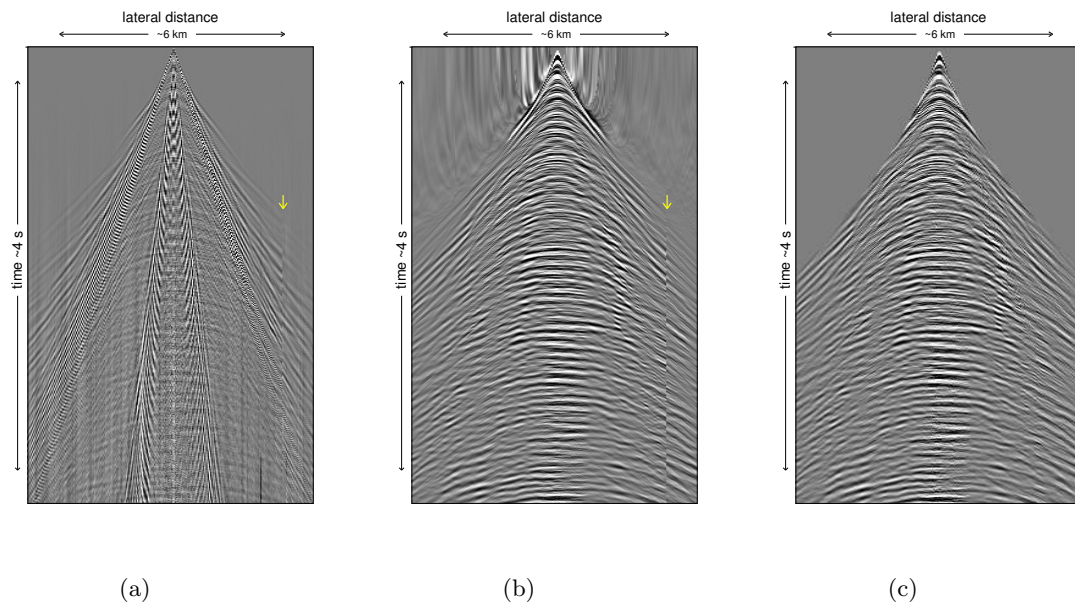 lateral distance
~6 km
time ~4 s
(a)
lateral distance
~6 km
time ~4 s
(b)
lateral distance
~6 km
time ~4 s
(c)